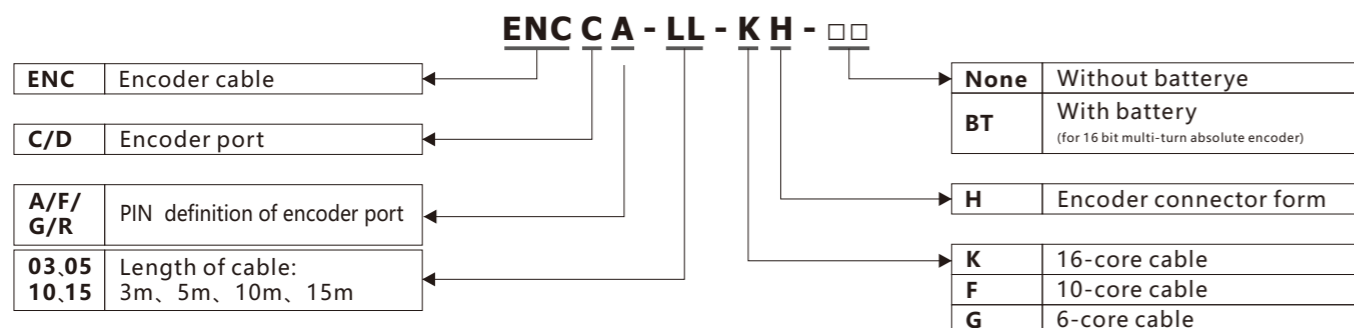 ENC C A - LL - K H - □□
ENC Encoder cable
C/D Encoder port
A/F/
G/R
PIN definition of encoder port
03、05
10、15
Length of cable:
3m、5m、10m、15m
None Without batterye
BT With battery
(for 16 bit multi-turn absolute encoder)
H Encoder connector form
K 16-core cable
F 10-core cable
G 6-core cable